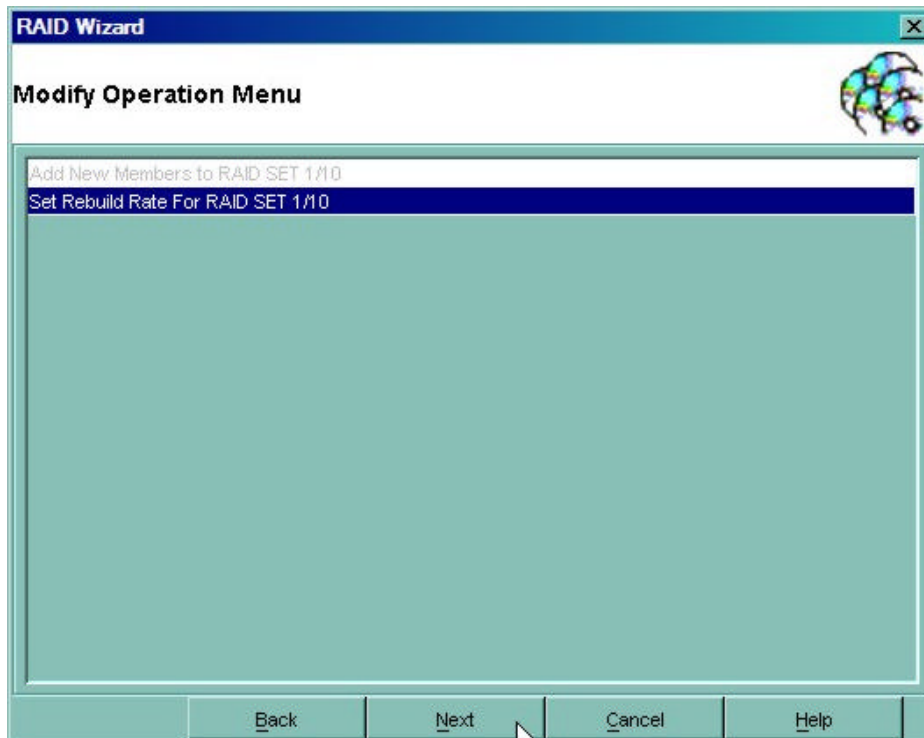 RAID Wizard
Modify Operation Menu
Add New Members to RAID SET 1/10
Set Rebuild Rate For RAID SET 1/10
Back Next Cancel Help